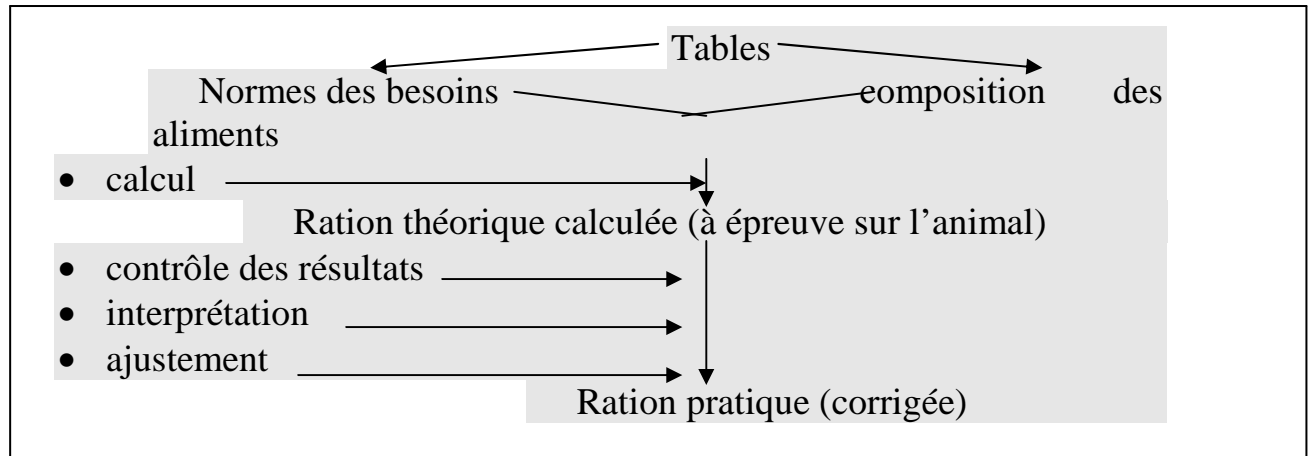 Tables
Normes des besoins composition des
aliments
• calcul
Ration théorique calculée (à épreuve sur l’animal)
• contrôle des résultats
• interprétation
• ajustement
Ration pratique (corrigée)